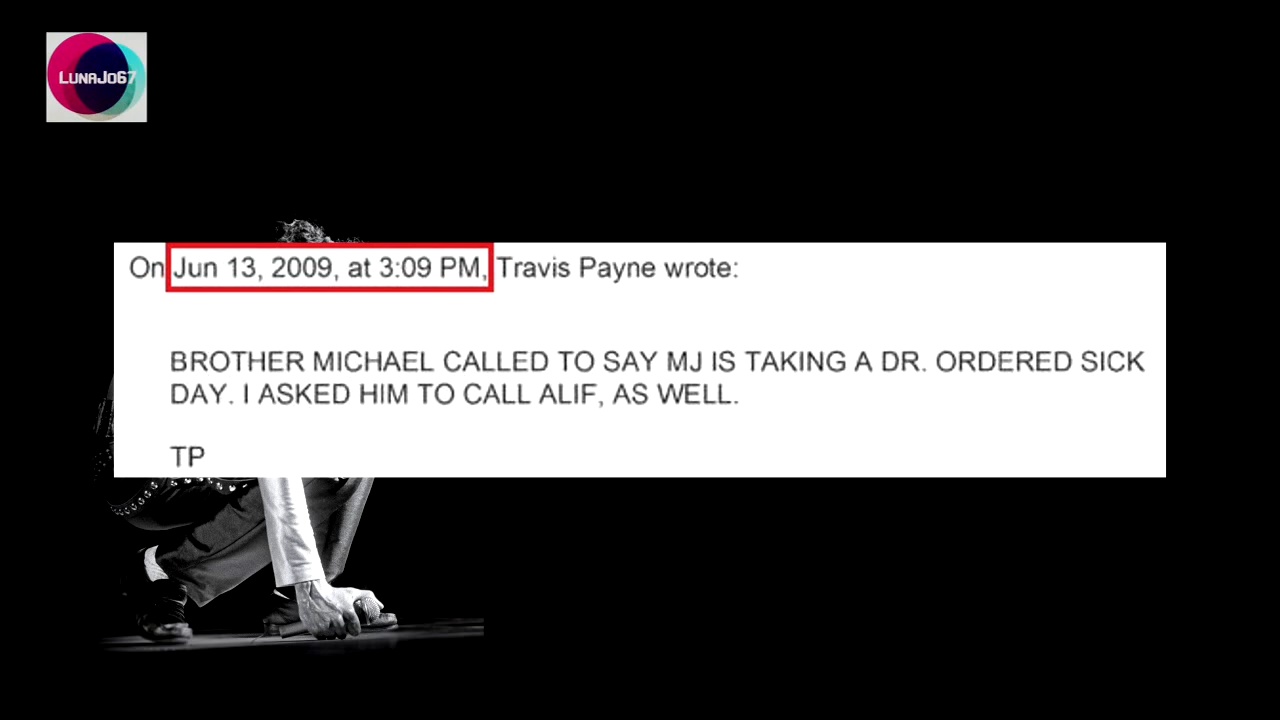 LUNAJO67
On Jun 13, 2009, at 3:09 PM, Travis Payne wrote:
BROTHER MICHAEL CALLED TO SAY MJ IS TAKING A DR. ORDERED SICK
DAY. I ASKED HIM TO CALL ALIF, AS WELL.
TP